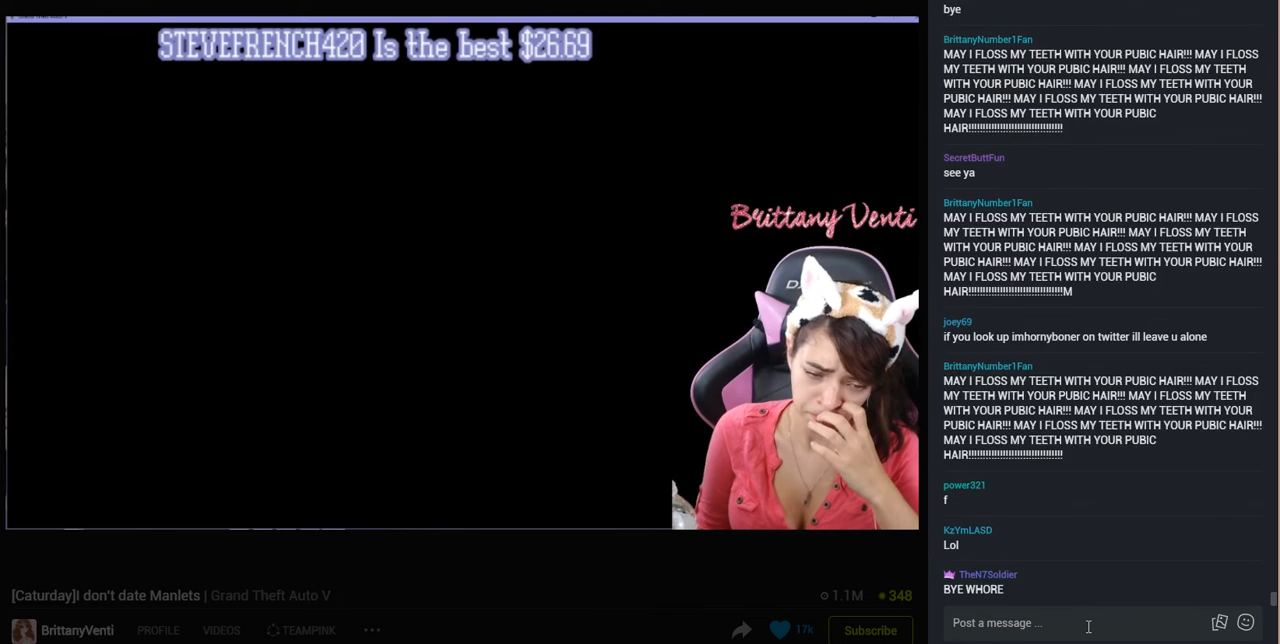 STEVEFRENCH420 Is the best $26.69
Brittany Venti
[Caturday]I don't date Manlets | Grand Theft Auto V
1.1M
348
BrittanyVenti
PROFILE
VIDEOS
TEAMPINK
17k
Subscribe
bye
BrittanyNumber1Fan
MAY I FLOSS MY TEETH WITH YOUR PUBIC HAIR!!! MAY I FLOSS
MY TEETH WITH YOUR PUBIC HAIR!!! MAY I FLOSS MY TEETH
WITH YOUR PUBIC HAIR!!! MAY I FLOSS MY TEETH WITH YOUR
PUBIC HAIR!!! MAY I FLOSS MY TEETH WITH YOUR PUBIC HAIR!!!
MAY I FLOSS MY TEETH WITH YOUR PUBIC
HAIR!!!!!!!!!!!!!!!!!!!!!!!!!!!!!!!!!!
SecretButtFun
see ya
BrittanyNumber1Fan
MAY I FLOSS MY TEETH WITH YOUR PUBIC HAIR!!! MAY I FLOSS
MY TEETH WITH YOUR PUBIC HAIR!!! MAY I FLOSS MY TEETH
WITH YOUR PUBIC HAIR!!! MAY I FLOSS MY TEETH WITH YOUR
PUBIC HAIR!!! MAY I FLOSS MY TEETH WITH YOUR PUBIC HAIR!!!
MAY I FLOSS MY TEETH WITH YOUR PUBIC
HAIR!!!!!!!!!!!!!!!!!!!!!!!!!!!!!!!!!!M
joey69
if you look up imhornyboner on twitter ill leave u alone
BrittanyNumber1Fan
MAY I FLOSS MY TEETH WITH YOUR PUBIC HAIR!!! MAY I FLOSS
MY TEETH WITH YOUR PUBIC HAIR!!! MAY I FLOSS MY TEETH
WITH YOUR PUBIC HAIR!!! MAY I FLOSS MY TEETH WITH YOUR
PUBIC HAIR!!! MAY I FLOSS MY TEETH WITH YOUR PUBIC HAIR!!!
MAY I FLOSS MY TEETH WITH YOUR PUBIC
HAIR!!!!!!!!!!!!!!!!!!!!!!!!!!!!!!!!!!
power321
f
KzYmLASD
Lol
TheN7Soldier
BYE WHORE
Post a message ...